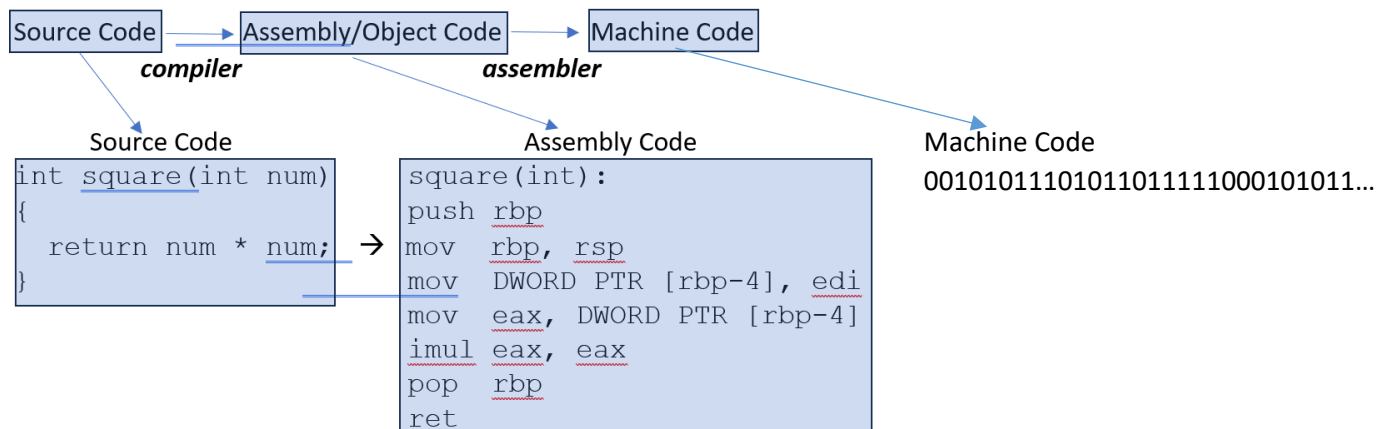 Source Code Assembly/Object Code Machine Code
compiler assembler
Source Code
int square(int num)
{
return num * num;
}
→
Assembly Code
square(int):
push rbp
mov rbp, rsp
mov DWORD PTR [rbp-4], edi
mov eax, DWORD PTR [rbp-4]
imul eax, eax
pop rbp
ret
Machine Code
001010111010110111110001010​11…